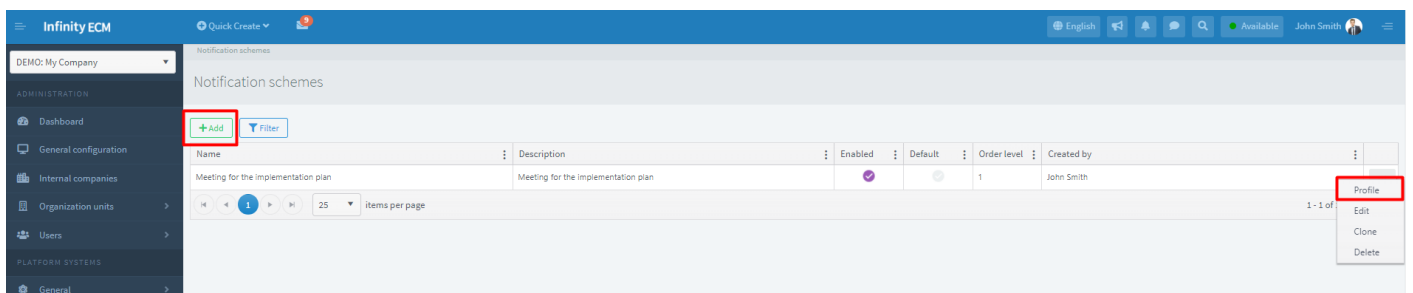 Infinity ECM
Quick Create
9
English
Available
John Smith
DEMO: My Company
Notification schemes
Notification schemes
ADMINISTRATION
Dashboard
General configuration
Internal companies
Organization units
Users
PLATFORM SYSTEMS
General
+Add
Filter
Name Description Enabled Default Order level Created by
Meeting for the implementation plan Meeting for the implementation plan 1 John Smith
1 25 items per page 1 - 1 of
Profile
Edit
Clone
Delete